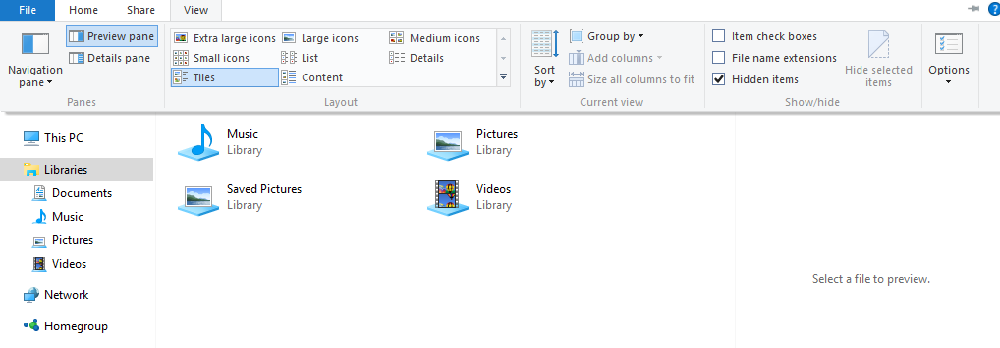 File Home Share View
Preview pane
Details pane
Navigation
pane
Panes
Extra large icons Large icons Medium icons
Small icons List Details
Tiles Content
Layout
Sort
by
Group by
Add columns
Size all columns to fit
Current view
Item check boxes
File name extensions
Hidden items
Hide selected
items
Show/hide
Options
This PC
Libraries
Documents
Music
Pictures
Videos
Network
Homegroup
Music
Library
Pictures
Library
Saved Pictures
Library
Videos
Library
Select a file to preview.